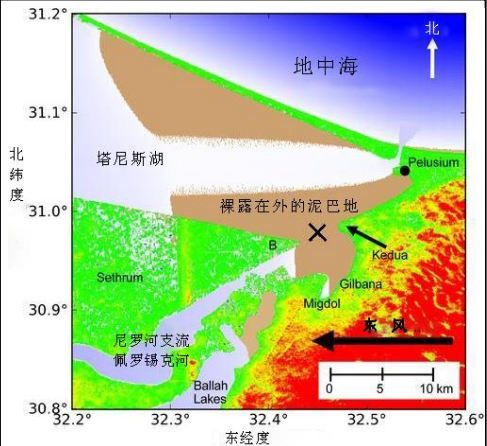 31.2°
北
地中海
31.1°
塔尼斯湖
Pelusium
北纬度
31.0°
裸露在外的泥巴地
B
Kedua
Sethrum
Gilbana
30.9°
Migdol
东 风
尼罗河支流
佩罗锡克河
Ballah
Lakes
0 5 10 km
30.8°
32.2° 32.3° 32.4° 32.5° 32.6°
东经度